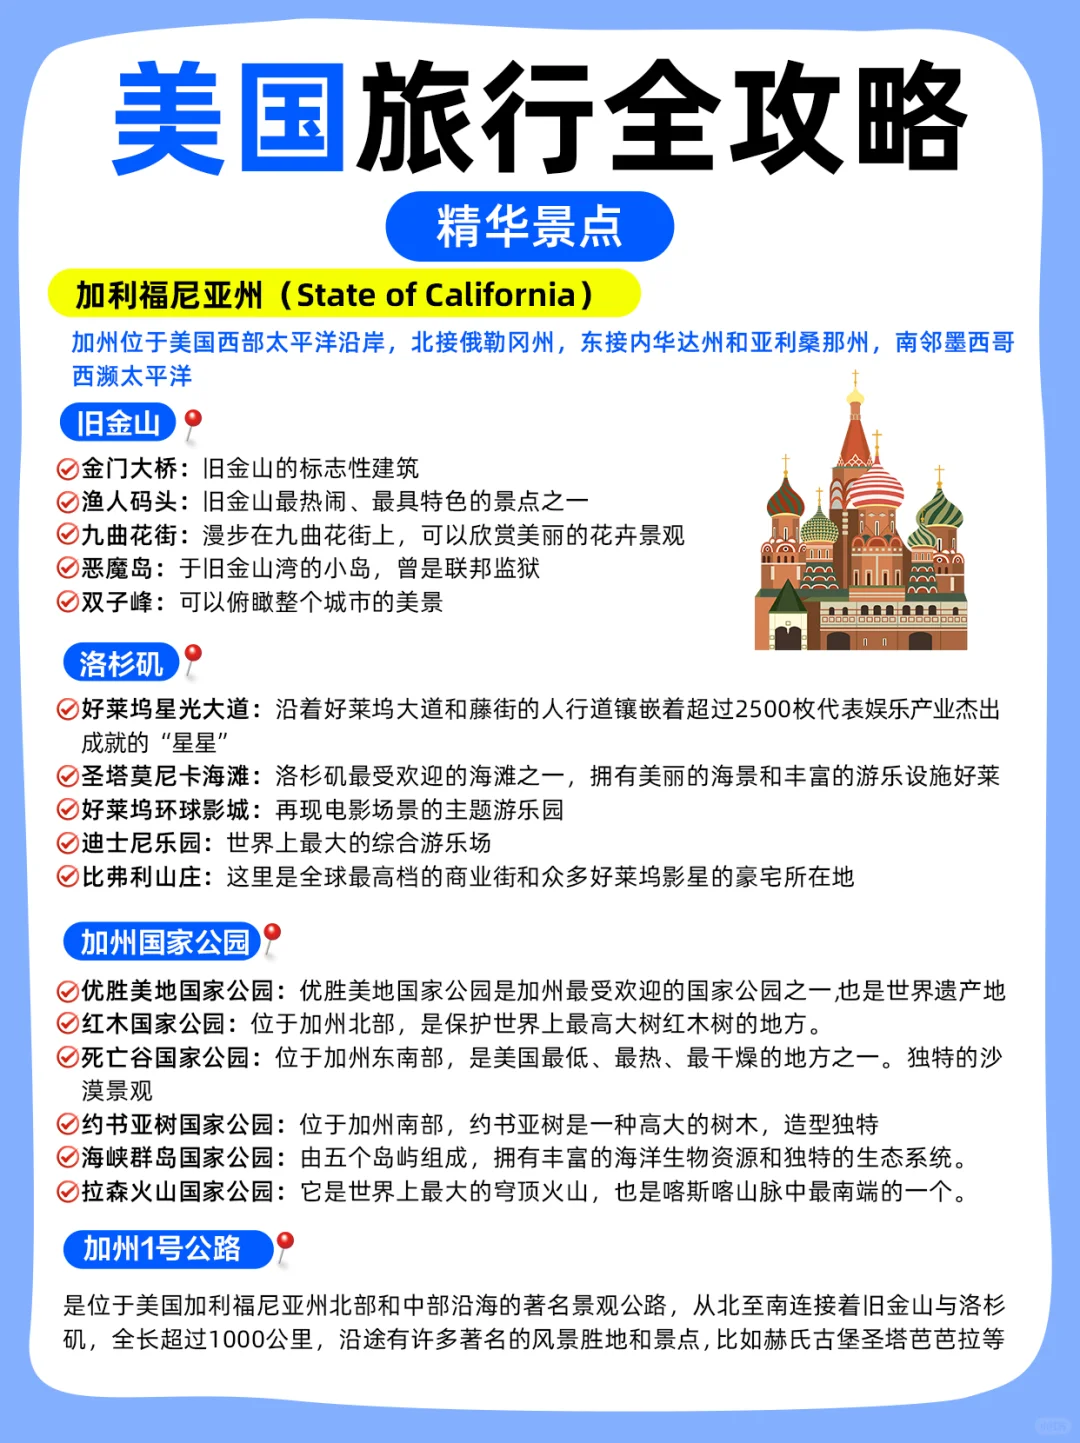 美国旅行全攻略
精华景点
加利福尼亚州（State of California）
加州位于美国西部太平洋沿岸，北接俄勒冈州，东接内华达州和亚利桑那州，南邻墨西哥
西濒太平洋
旧金山
金门大桥：旧金山的标志性建筑
渔人码头：旧金山最热闹、最具特色的景点之一
九曲花街：漫步在九曲花街上，可以欣赏美丽的花卉景观
恶魔岛：于旧金山湾的小岛，曾是联邦监狱
双子峰：可以俯瞰整个城市的美景
洛杉矶
好莱坞星光大道：沿着好莱坞大道和藤街的人行道镶嵌着超过2500枚代表娱乐产业杰出
成就的“星星”
圣塔莫尼卡海滩：洛杉矶最受欢迎的海滩之一，拥有美丽的海景和丰富的游乐设施好莱
好莱坞环球影城：再现电影场景的主题游乐园
迪士尼乐园：世界上最大的综合游乐场
比弗利山庄：这里是全球最高档的商业街和众多好莱坞影星的豪宅所在地
加州国家公园
优胜美地国家公园：优胜美地国家公园是加州最受欢迎的国家公园之一,也是世界遗产地
红木国家公园：位于加州北部，是保护世界上最高大树红木树的地方。
死亡谷国家公园：位于加州东南部，是美国最低、最热、最干燥的地方之一。独特的沙
漠景观
约书亚树国家公园：位于加州南部，约书亚树是一种高大的树木，造型独特
海峡群岛国家公园：由五个岛屿组成，拥有丰富的海洋生物资源和独特的生态系统。
拉森火山国家公园：它是世界上最大的穹顶火山，也是喀斯喀山脉中最南端的一个。
加州1号公路
是位于美国加利福尼亚州北部和中部沿海的著名景观公路，从北至南连接着旧金山与洛杉
矶，全长超过1000公里，沿途有许多著名的风景胜地和景点,比如赫氏古堡圣塔芭芭拉等